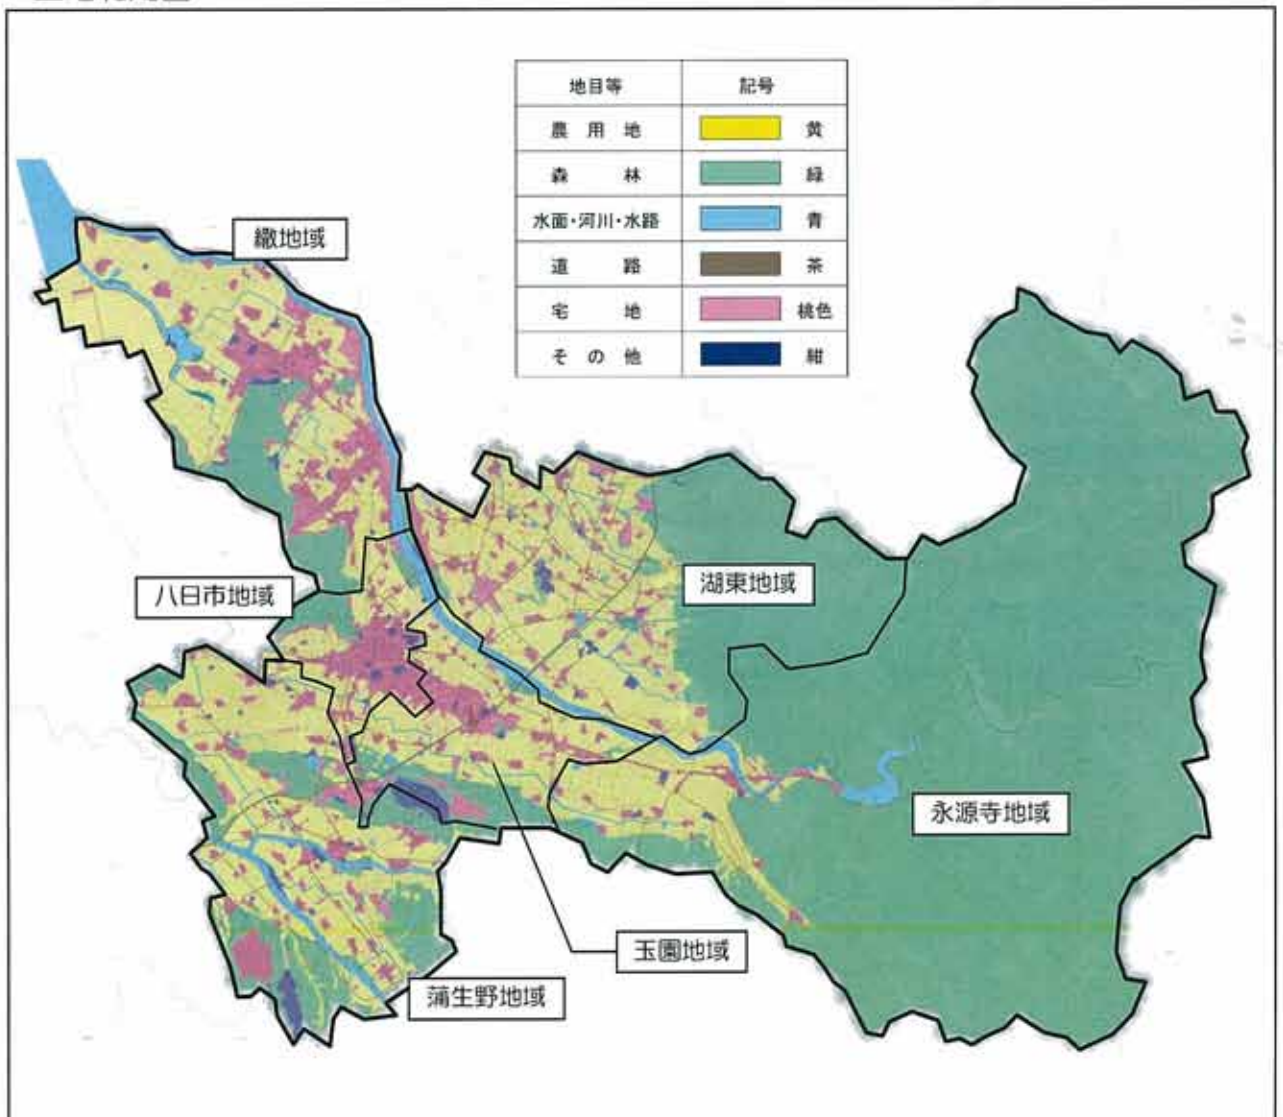 地目等 記号
農用地 黄
森林 緑
水面・河川・水路 青
道路 茶
宅地 桃色
その他 紺
繖地域
八日市地域
湖東地域
永源寺地域
玉園地域
蒲生野地域